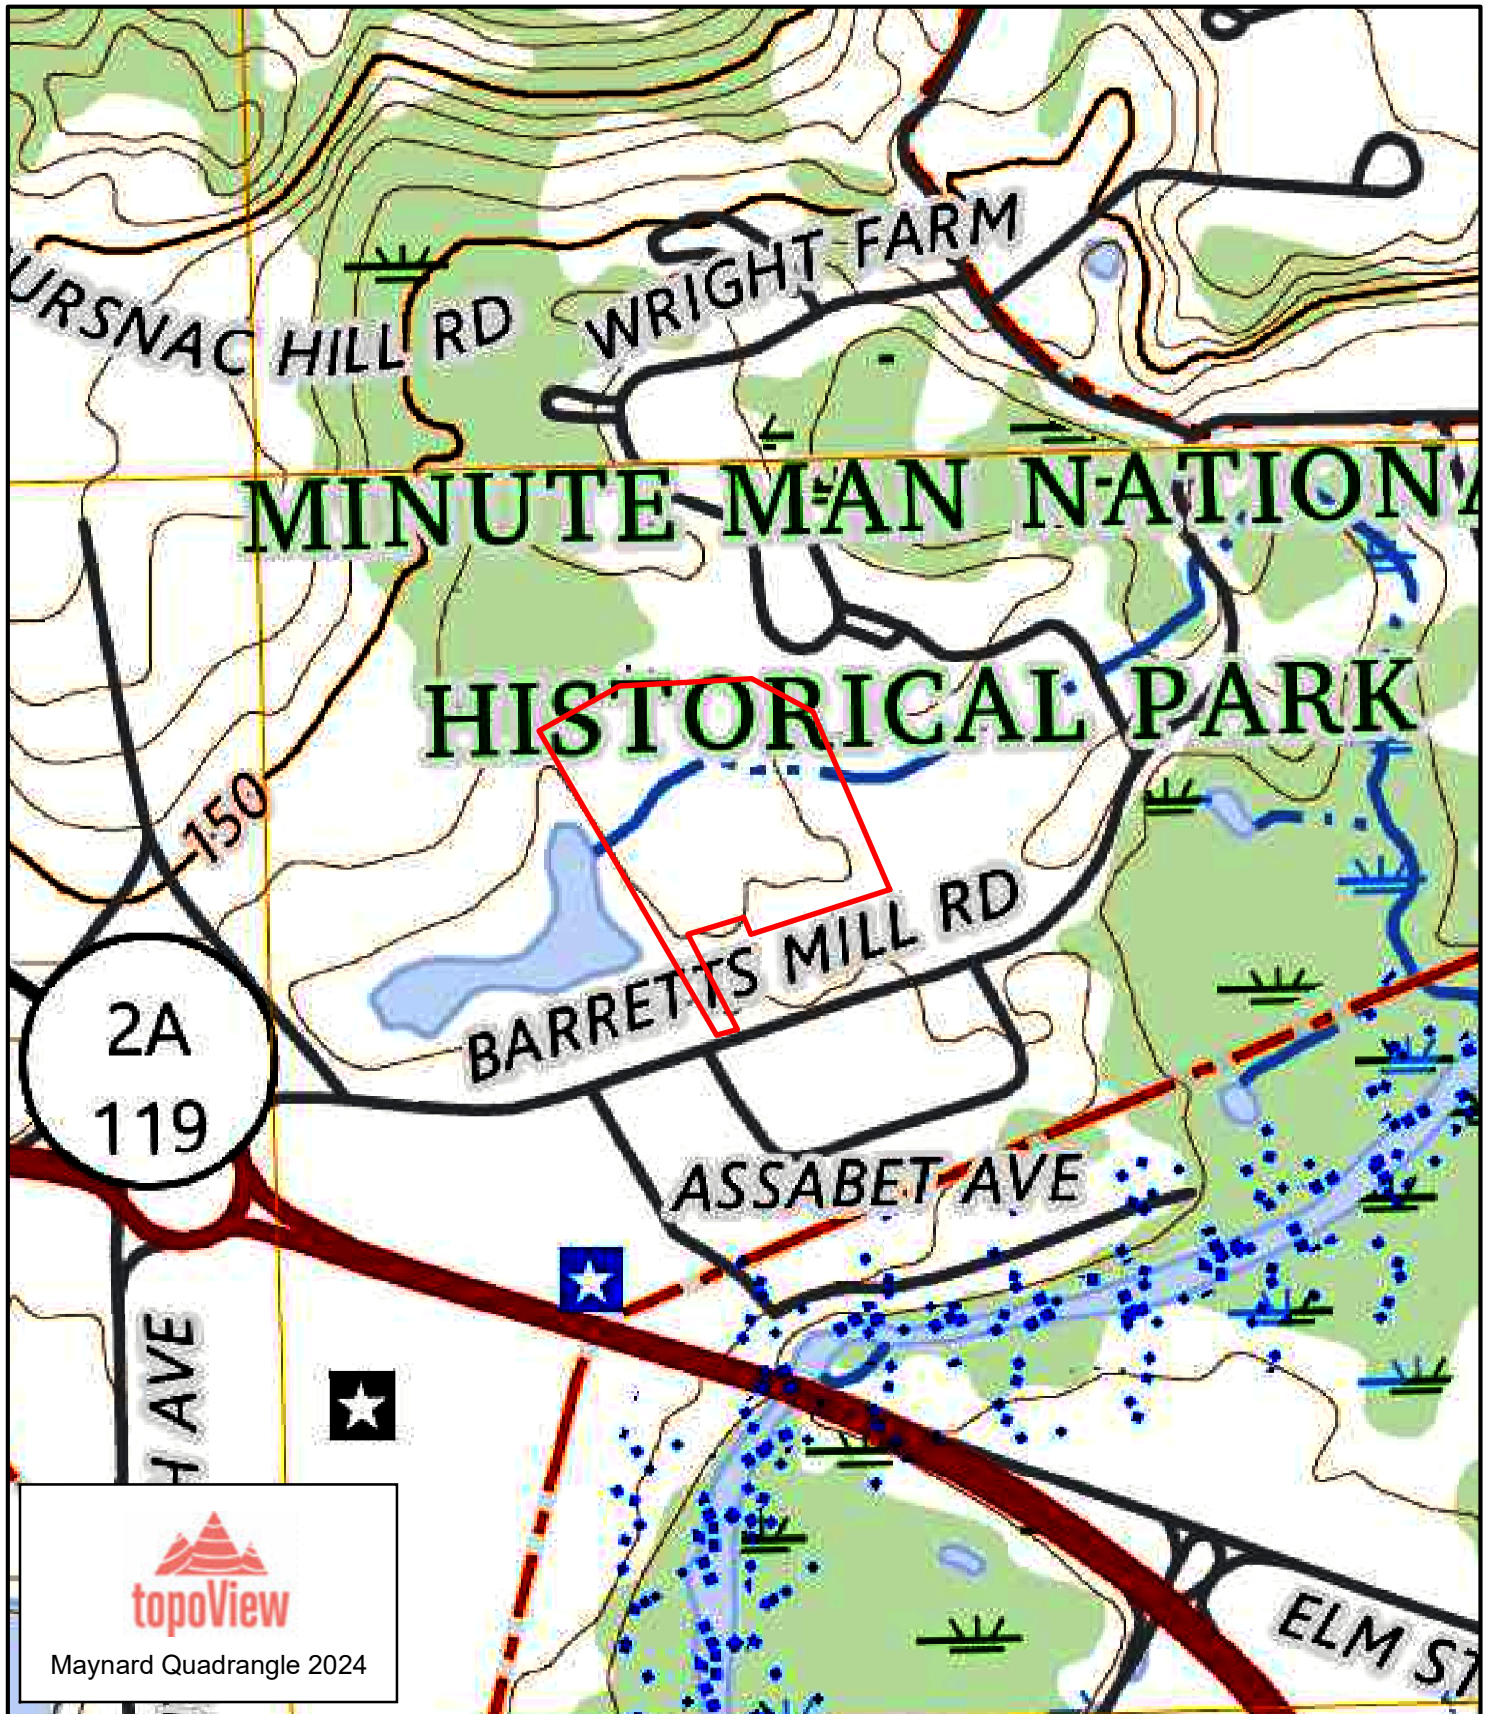 WRIGHT FARM
URSNAC HILL RD
MINUTE MAN NATIONA
HISTORICAL PARK
150
BARRETTS MILL RD
2A
119
ASSABET AVE
H AVE
topoView
Maynard Quadrangle 2024
ELM ST